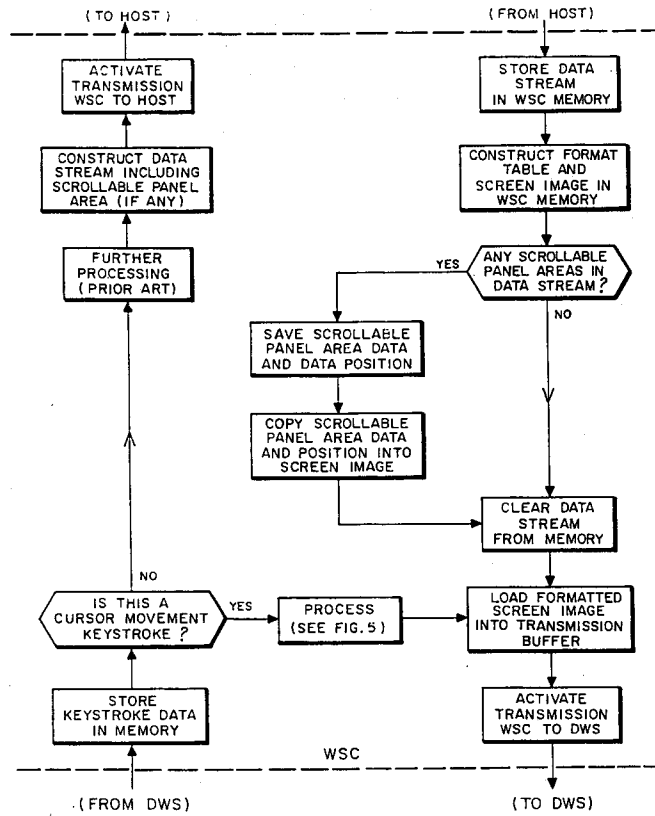 (TO HOST)
(FROM HOST)
ACTIVATE
TRANSMISSION
WSC TO HOST
STORE DATA
STREAM
IN WSC MEMORY
CONSTRUCT DATA
STREAM INCLUDING
SCROLLABLE PANEL
AREA (IF ANY)
CONSTRUCT FORMAT
TABLE AND
SCREEN IMAGE IN
WSC MEMORY
FURTHER
PROCESSING
(PRIOR ART)
ANY SCROLLABLE
PANEL AREAS IN
DATA STREAM?
YES
NO
SAVE SCROLLABLE
PANEL AREA DATA
AND DATA POSITION
COPY SCROLLABLE
PANEL AREA DATA
AND POSITION INTO
SCREEN IMAGE
CLEAR DATA
STREAM
FROM MEMORY
NO
IS THIS A
CURSOR MOVEMENT
KEYSTROKE?
YES
PROCESS
(SEE FIG.5)
LOAD FORMATTED
SCREEN IMAGE
INTO TRANSMISSION
BUFFER
STORE
KEYSTROKE DATA
IN MEMORY
ACTIVATE
TRANSMISSION
WSC TO DWS
WSC
(FROM DWS)
(TO DWS)